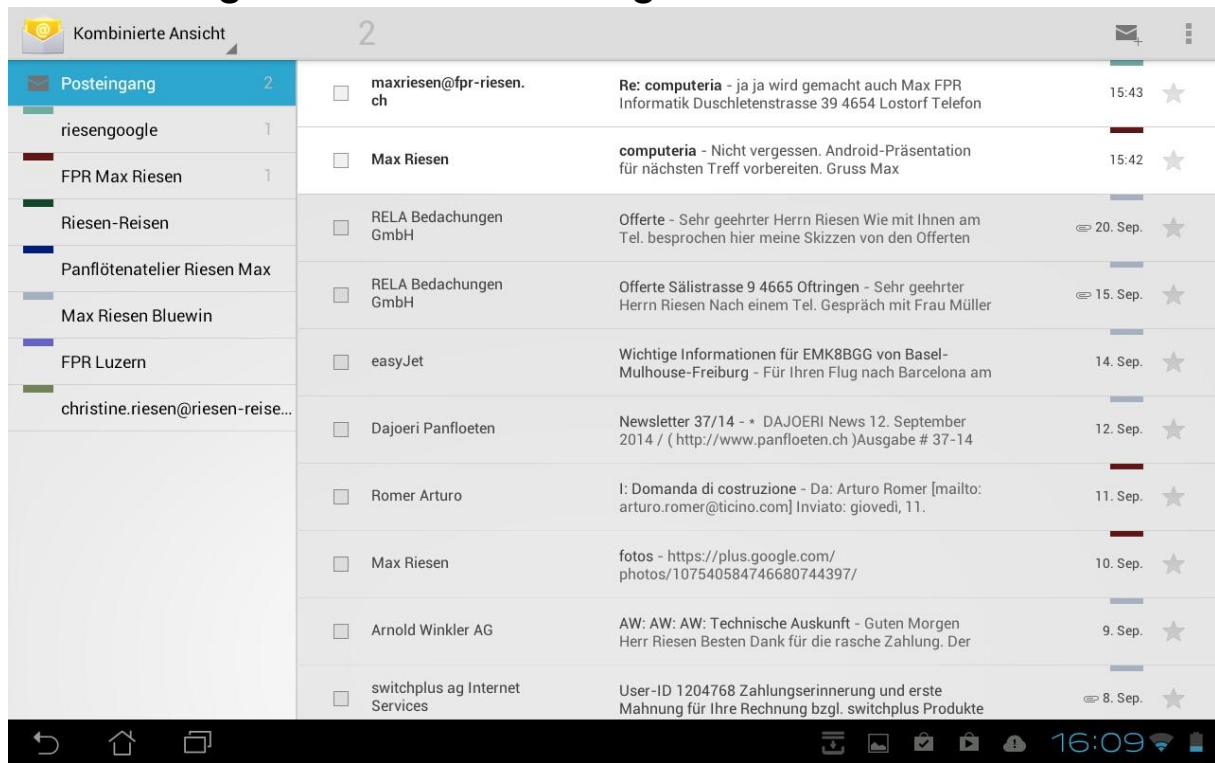 Kombinierte Ansicht
2
Posteingang 2
riesengoogle 1
FPR Max Riesen 1
Riesen-Reisen
Panflötenatelier Riesen Max
Max Riesen Bluewin
FPR Luzern
christine.riesen@riesen-reise...
maxriesen@fpr-riesen.
ch
Re: computeria - ja ja wird gemacht auch Max FPR
Informatik Duschletenstrasse 39 4654 Lostorf Telefon
15:43
Max Riesen
computeria - Nicht vergessen. Android-Präsentation
für nächsten Treff vorbereiten. Gruss Max
15:42
RELA Bedachungen
GmbH
Offerte - Sehr geehrter Herrn Riesen Wie mit Ihnen am
Tel. besprochen hier meine Skizzen von den Offerten
20. Sep.
RELA Bedachungen
GmbH
Offerte Sälistrasse 9 4665 Oftringen - Sehr geehrter
Herrn Riesen Nach einem Tel. Gespräch mit Frau Müller
15. Sep.
easyJet
Wichtige Informationen für EMK8BGG von Basel-
Mulhouse-Freiburg - Für Ihren Flug nach Barcelona am
14. Sep.
Dajoeri Panfloeten
Newsletter 37/14 - * DAJOERI News 12. September
2014 / ( http://www.panfloeten.ch )Ausgabe # 37-14
12. Sep.
Romer Arturo
I: Domanda di costruzione - Da: Arturo Romer [mailto:
arturo.romer@ticino.com] Inviato: giovedì, 11.
11. Sep.
Max Riesen
fotos - https://plus.google.com/
photos/107540584746680744397/
10. Sep.
Arnold Winkler AG
AW: AW: AW: Technische Auskunft - Guten Morgen
Herr Riesen Besten Dank für die rasche Zahlung. Der
9. Sep.
switchplus ag Internet
Services
User-ID 1204768 Zahlungserinnerung und erste
Mahnung für Ihre Rechnung bzgl. switchplus Produkte
8. Sep.
16:09